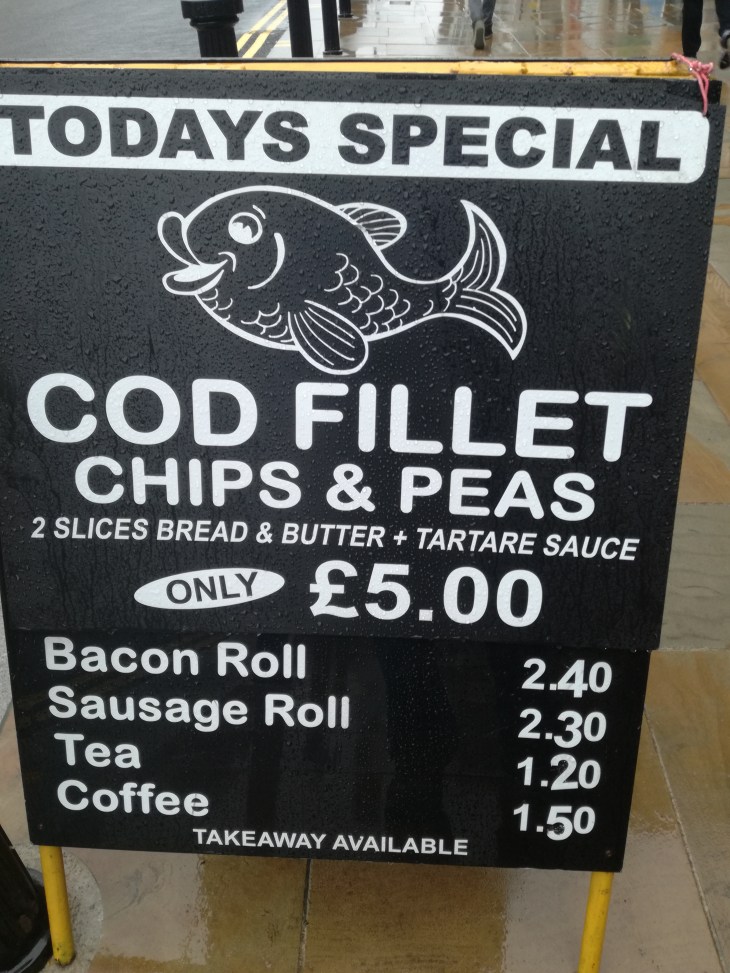 TODAYS SPECIAL
COD FILLET
CHIPS & PEAS
2 SLICES BREAD & BUTTER + TARTARE SAUCE
ONLY £5.00
Bacon Roll 2.40
Sausage Roll 2.30
Tea 1.20
Coffee 1.50
TAKEAWAY AVAILABLE